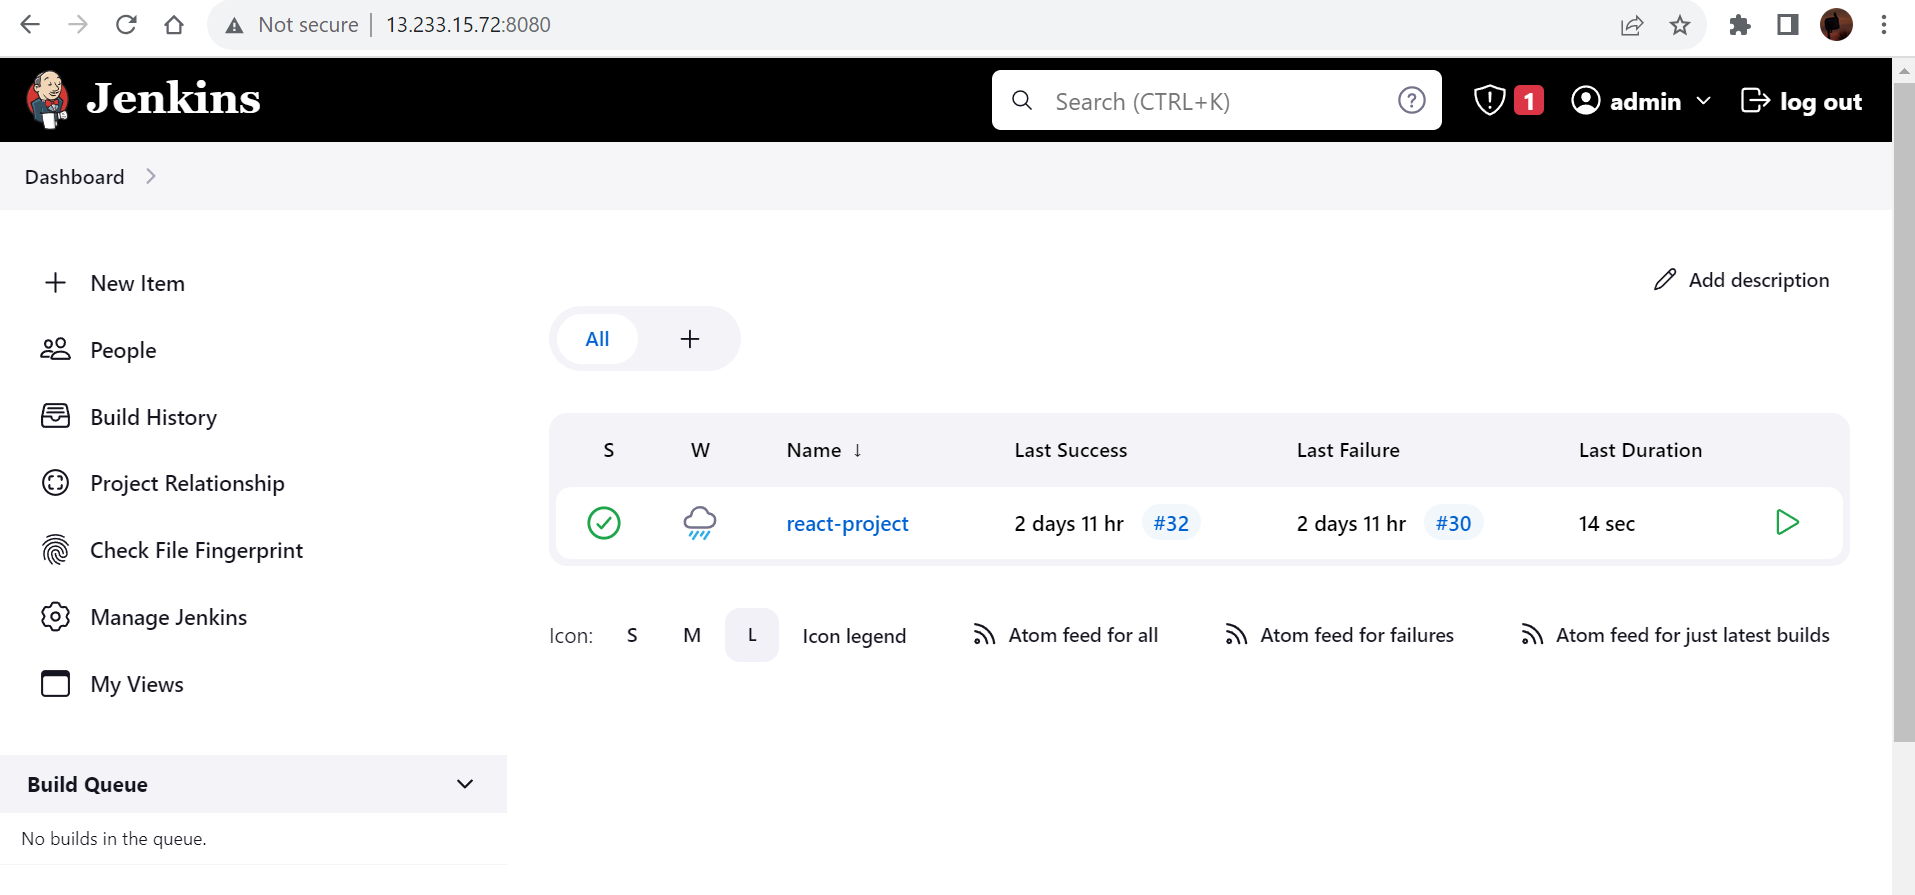 Not secure | 13.233.15.72:8080
Jenkins
Search (CTRL+K)
1
admin
log out
Dashboard
New Item
People
Build History
Project Relationship
Check File Fingerprint
Manage Jenkins
My Views
Build Queue
No builds in the queue.
Add description
All +
S W Name ↓ Last Success Last Failure Last Duration
react-project 2 days 11 hr #32 2 days 11 hr #30 14 sec
Icon: S M L Icon legend Atom feed for all Atom feed for failures Atom feed for just latest builds